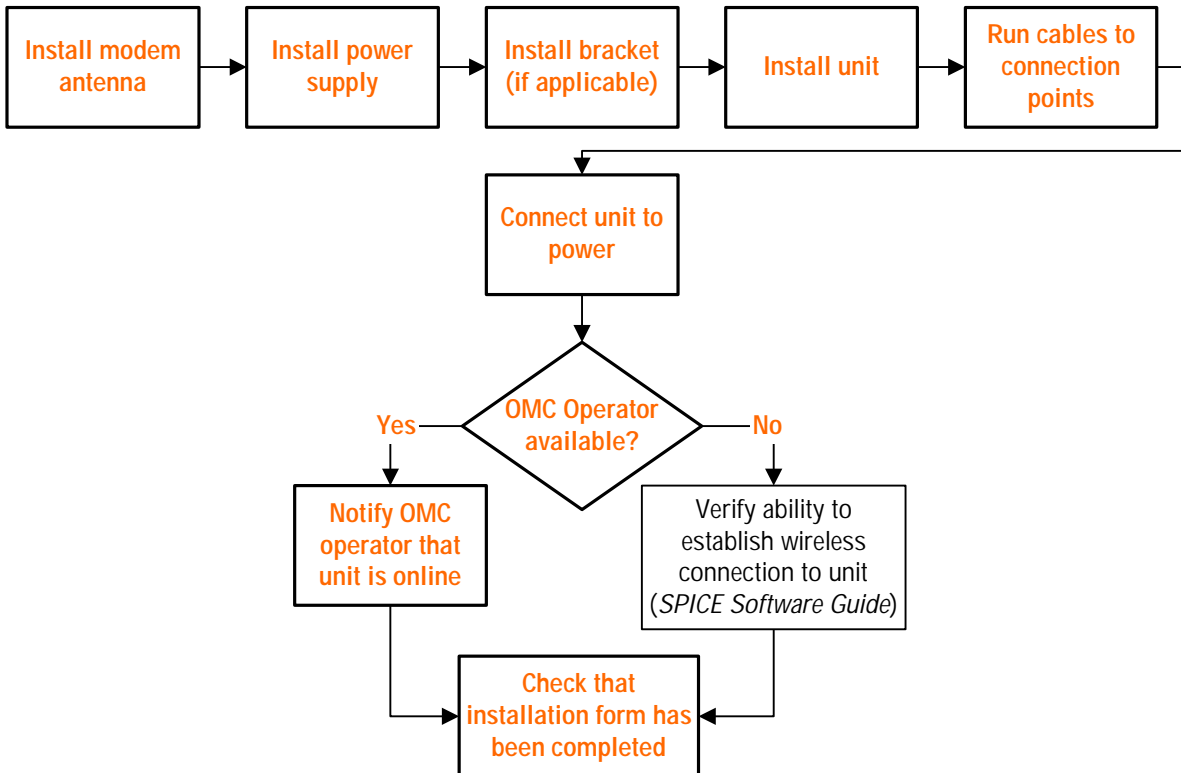 Install modem
antenna
Install power
supply
Install bracket
(if applicable)
Install unit
Run cables to
connection
points
Connect unit to
power
OMC Operator
available?
Yes
No
Notify OMC
operator that
unit is online
Verify ability to
establish wireless
connection to unit
(SPICE Software Guide)
Check that
installation form has
been completed